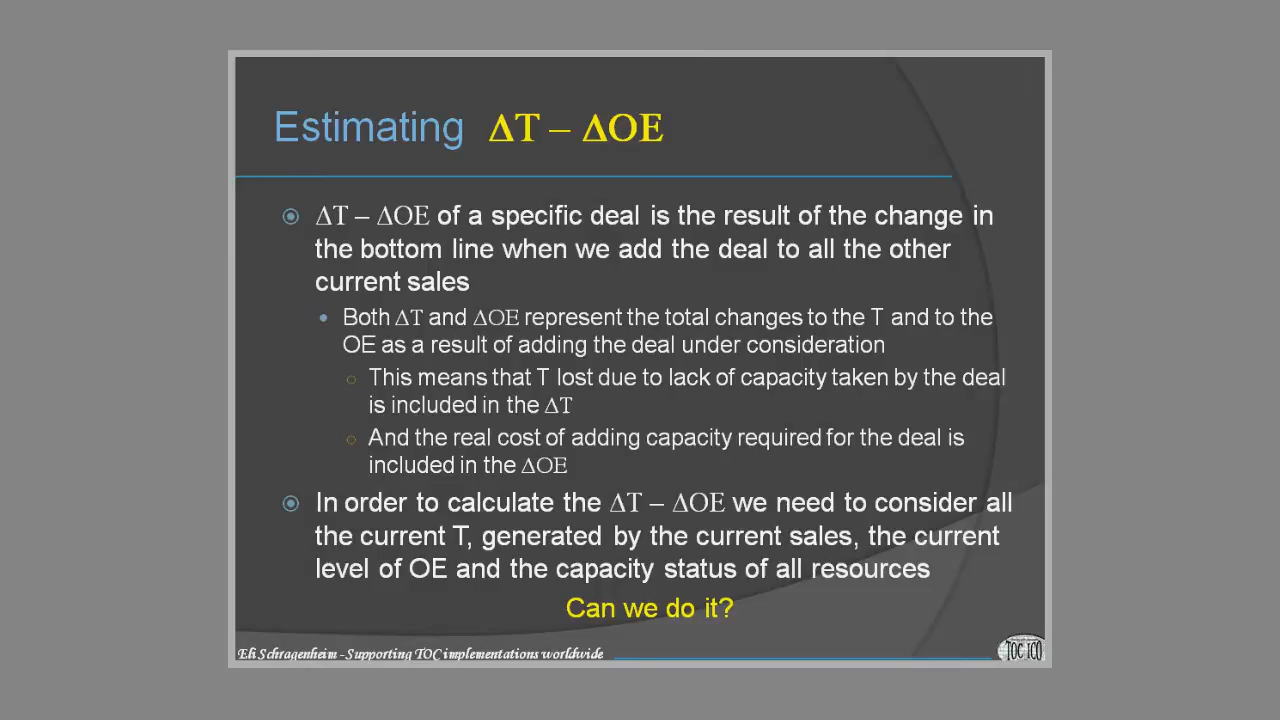 Estimating ΔT – ΔOE
ΔT – ΔOE of a specific deal is the result of the change in
the bottom line when we add the deal to all the other
current sales
Both ΔT and ΔOE represent the total changes to the T and to the
OE as a result of adding the deal under consideration
This means that T lost due to lack of capacity taken by the deal
is included in the ΔT
And the real cost of adding capacity required for the deal is
included in the ΔOE
In order to calculate the ΔT – ΔOE we need to consider all
the current T, generated by the current sales, the current
level of OE and the capacity status of all resources
Can we do it?
Eli Schragenheim -Supporting TOC implementations worldwide